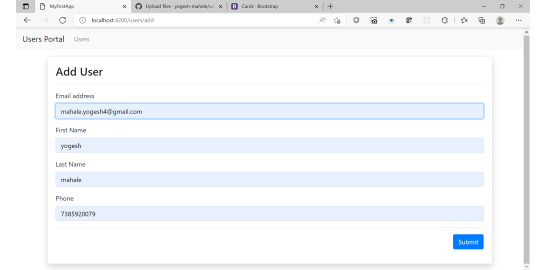 MyFirstApp
Upload files · yogesh-mahale/us
Cards · Bootstrap
localhost:4200/users/add
Users Portal Users
Add User
Email address
mahale.yogesh4@gmail.com
First Name
yogesh
Last Name
mahale
Phone
7385920079
Submit